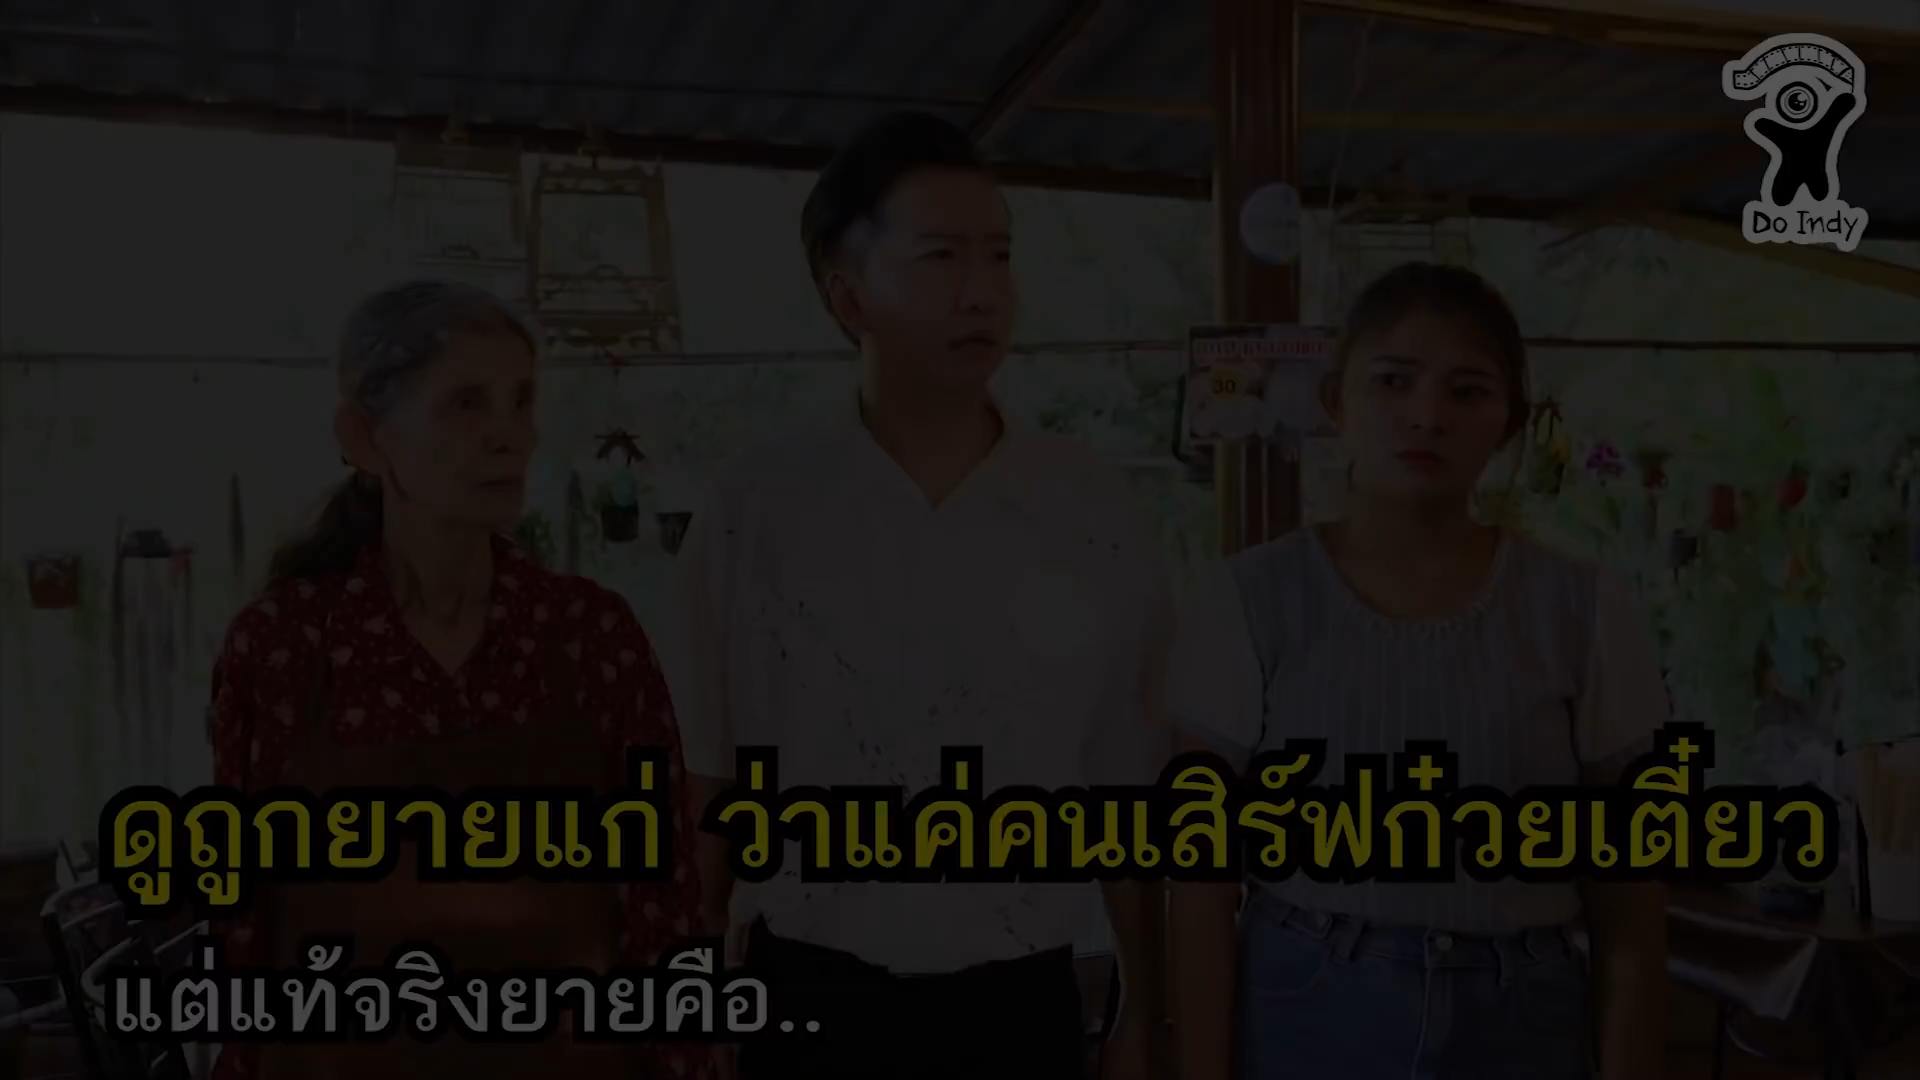 Do Indy
30
ดูถูกยายแก่ ว่าแค่คนเสิร์ฟก๋วยเตี๋ยว
แต่แท้จริงยายคือ..